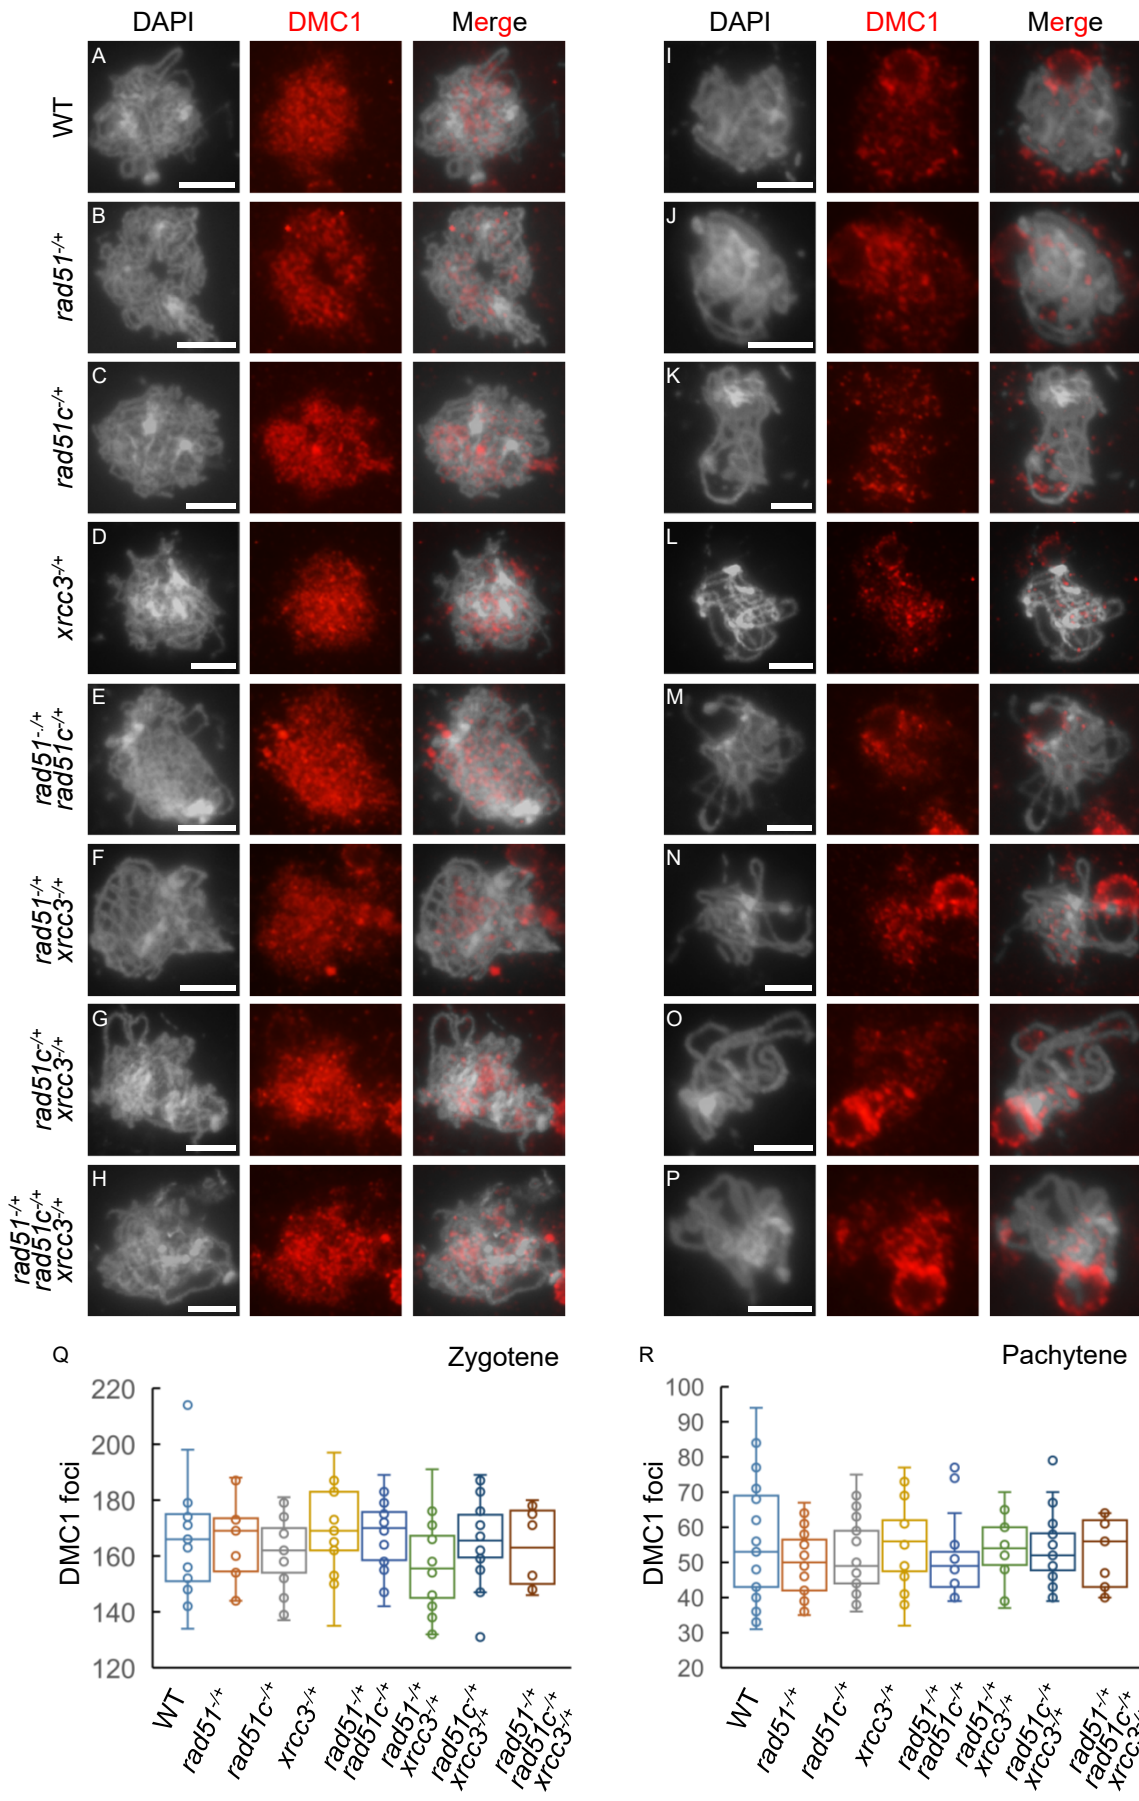 DAPI DMC1 Merge DAPI DMC1 Merge
WT A I
rad51-/+ B J
rad51c-/+ C K
xrcc3-/+ D L
rad51-/+ E M
rad51c-/+
rad51-/+ F N
xrcc3-/+
rad51c-/+ G O
xrcc3-/+
rad51-/+ H P
rad51c-/+
xrcc3-/+
Q Zygotene
DMC1 foci
220
200
180
160
140
120
WT
rad51-/+
rad51c-/+
xrcc3-/+
rad51-/+
rad51c-/+
rad51-/+
xrcc3-/+
rad51c-/+
xrcc3-/+
rad51-/+
rad51c-/+
xrcc3-/+
R Pachytene
DMC1 foci
100
90
80
70
60
50
40
30
20
WT
rad51-/+
rad51c-/+
xrcc3-/+
rad51-/+
rad51c-/+
rad51-/+
xrcc3-/+
rad51c-/+
xrcc3-/+
rad51-/+
rad51c-/+
xrcc3-/+